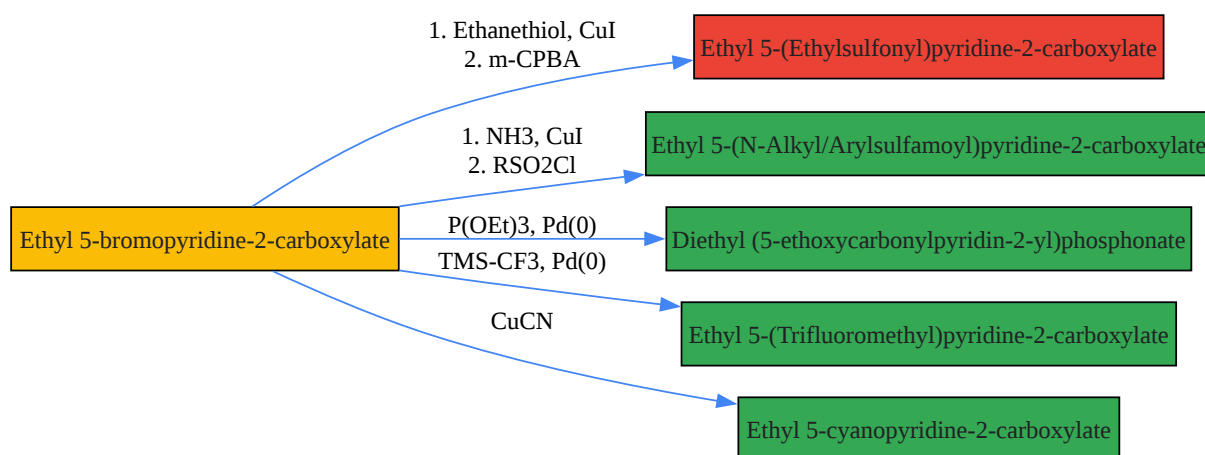 1. Ethanethiol, CuI
2. m-CPBA
Ethyl 5-(Ethylsulfonyl)pyridine-2-carboxylate
1. NH3, CuI
2. RSO2Cl
Ethyl 5-(N-Alkyl/Arylsulfamoyl)pyridine-2-carboxylate
Ethyl 5-bromopyridine-2-carboxylate
P(OEt)3, Pd(0)
Diethyl (5-ethoxycarbonylpyridin-2-yl)phosphonate
TMS-CF3, Pd(0)
Ethyl 5-(Trifluoromethyl)pyridine-2-carboxylate
CuCN
Ethyl 5-cyanopyridine-2-carboxylate